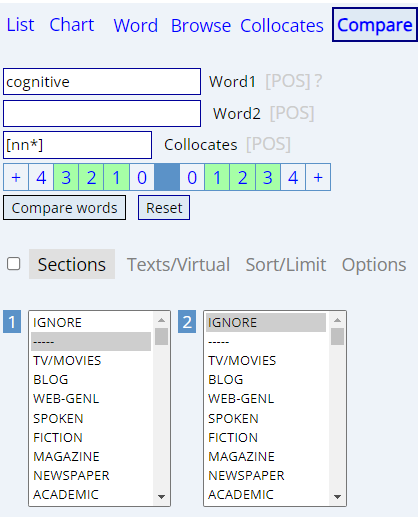 List Chart Word Browse Collocates Compare
cognitive Word1 [POS] ?
Word2 [POS]
[nn*] Collocates [POS]
+ 4 3 2 1 0 0 1 2 3 4 +
Compare words Reset
Sections Texts/Virtual Sort/Limit Options
1 IGNORE 2 IGNORE
----- -----
TV/MOVIES TV/MOVIES
BLOG BLOG
WEB-GENL WEB-GENL
SPOKEN SPOKEN
FICTION FICTION
MAGAZINE MAGAZINE
NEWSPAPER NEWSPAPER
ACADEMIC ACADEMIC